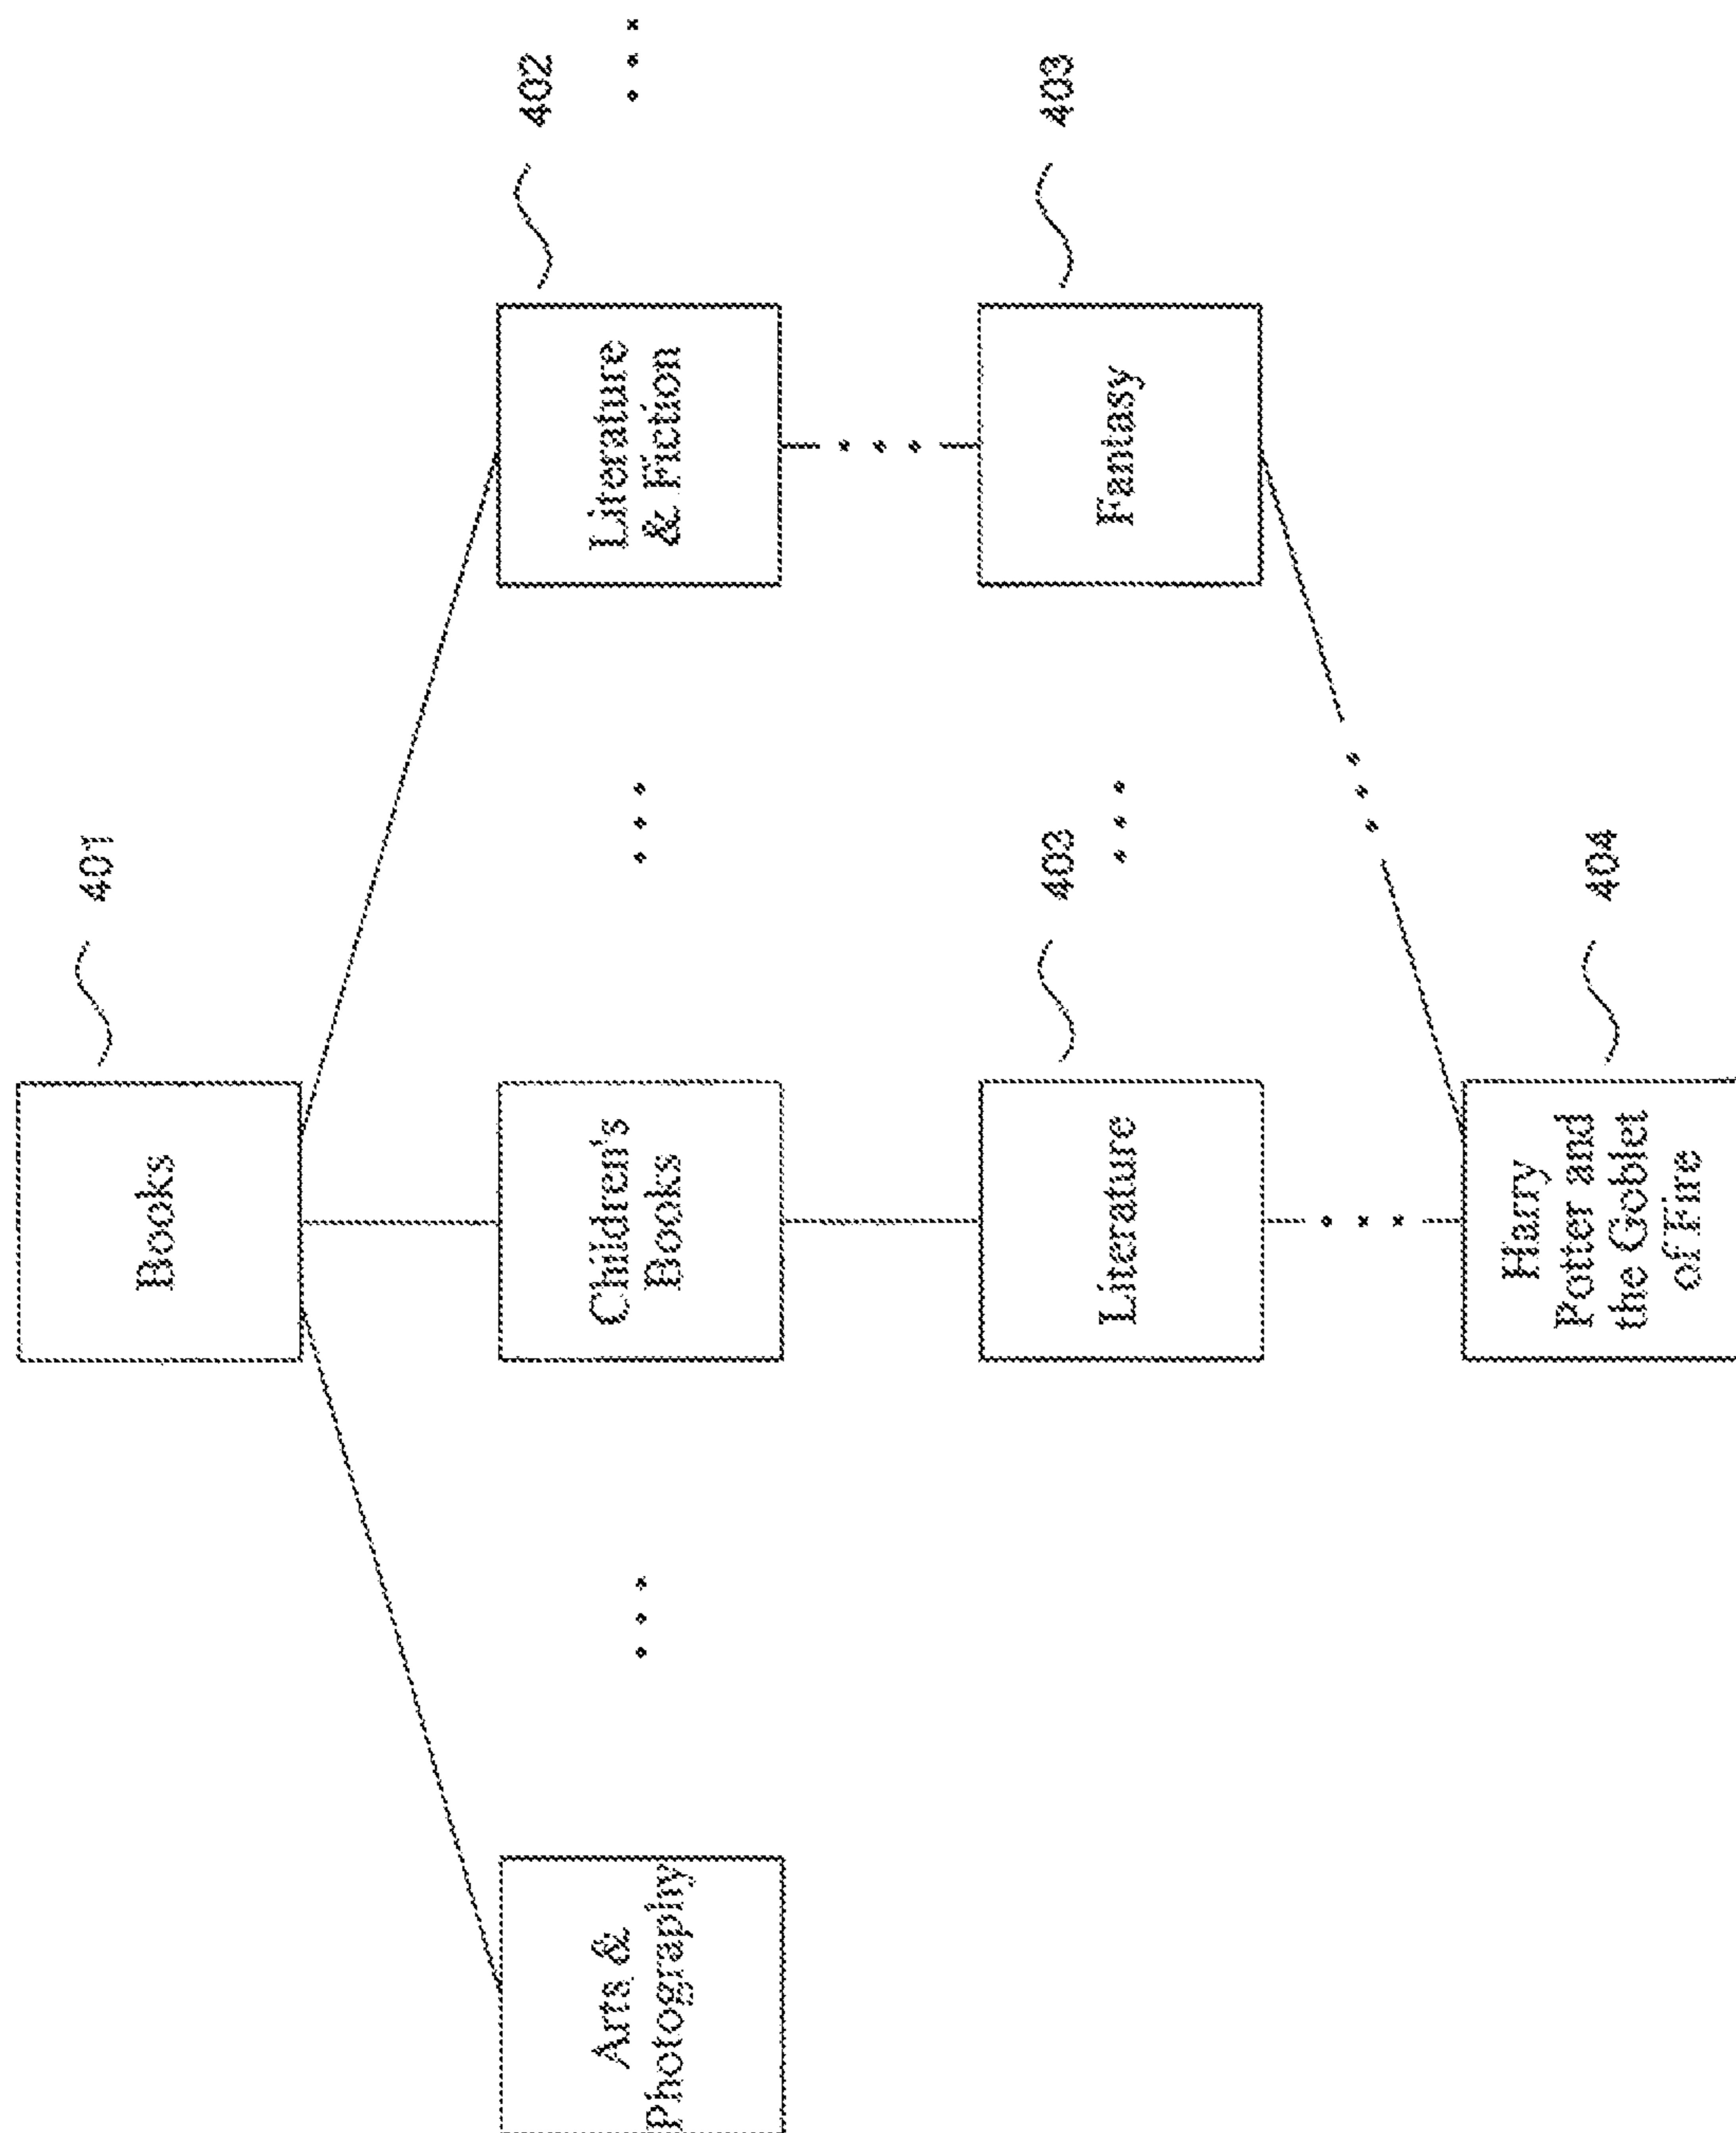 Books
401
Arts &
Photography
Children's
Books
Literature
& Fiction
402
Literature
403
Fantasy
403
Harry
Potter and
the Goblet
of Fire
404